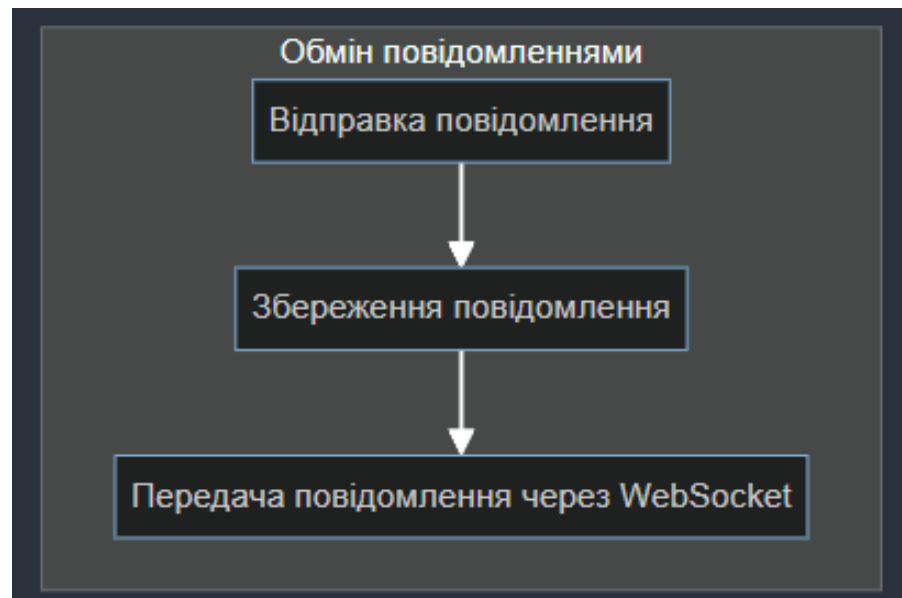 Обмін повідомленнями
Відправка повідомлення
Збереження повідомлення
Передача повідомлення через WebSocket